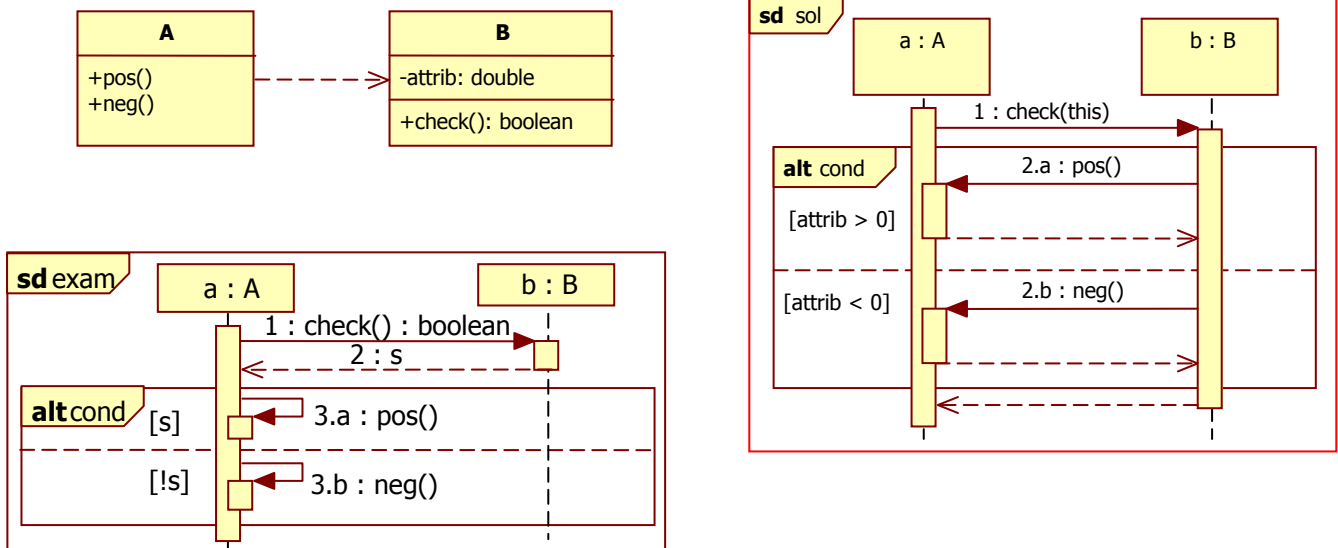 A
+pos()
+neg()
B
-attrib: double
+check(): boolean
sd exam
a : A
b : B
1 : check() : boolean
2 : s
alt cond
[s]
3.a : pos()
[!s]
3.b : neg()
sd sol
a : A
b : B
1 : check(this)
alt cond
2.a : pos()
[attrib > 0]
2.b : neg()
[attrib < 0]